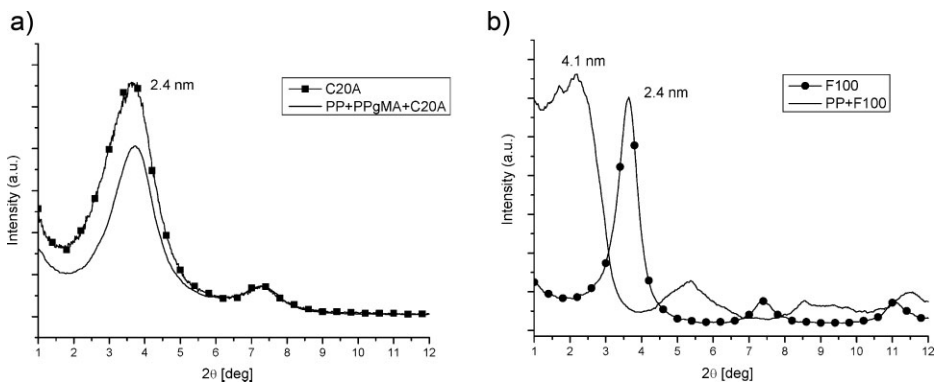 a)
2.4 nm
C20A
PP+PPgMA+C20A
Intensity (a.u.)
1 2 3 4 5 6 7 8 9 10 11 12
2θ [deg]
b)
4.1 nm
2.4 nm
F100
PP+F100
Intensity (a.u.)
1 2 3 4 5 6 7 8 9 10 11 12
2θ [deg]